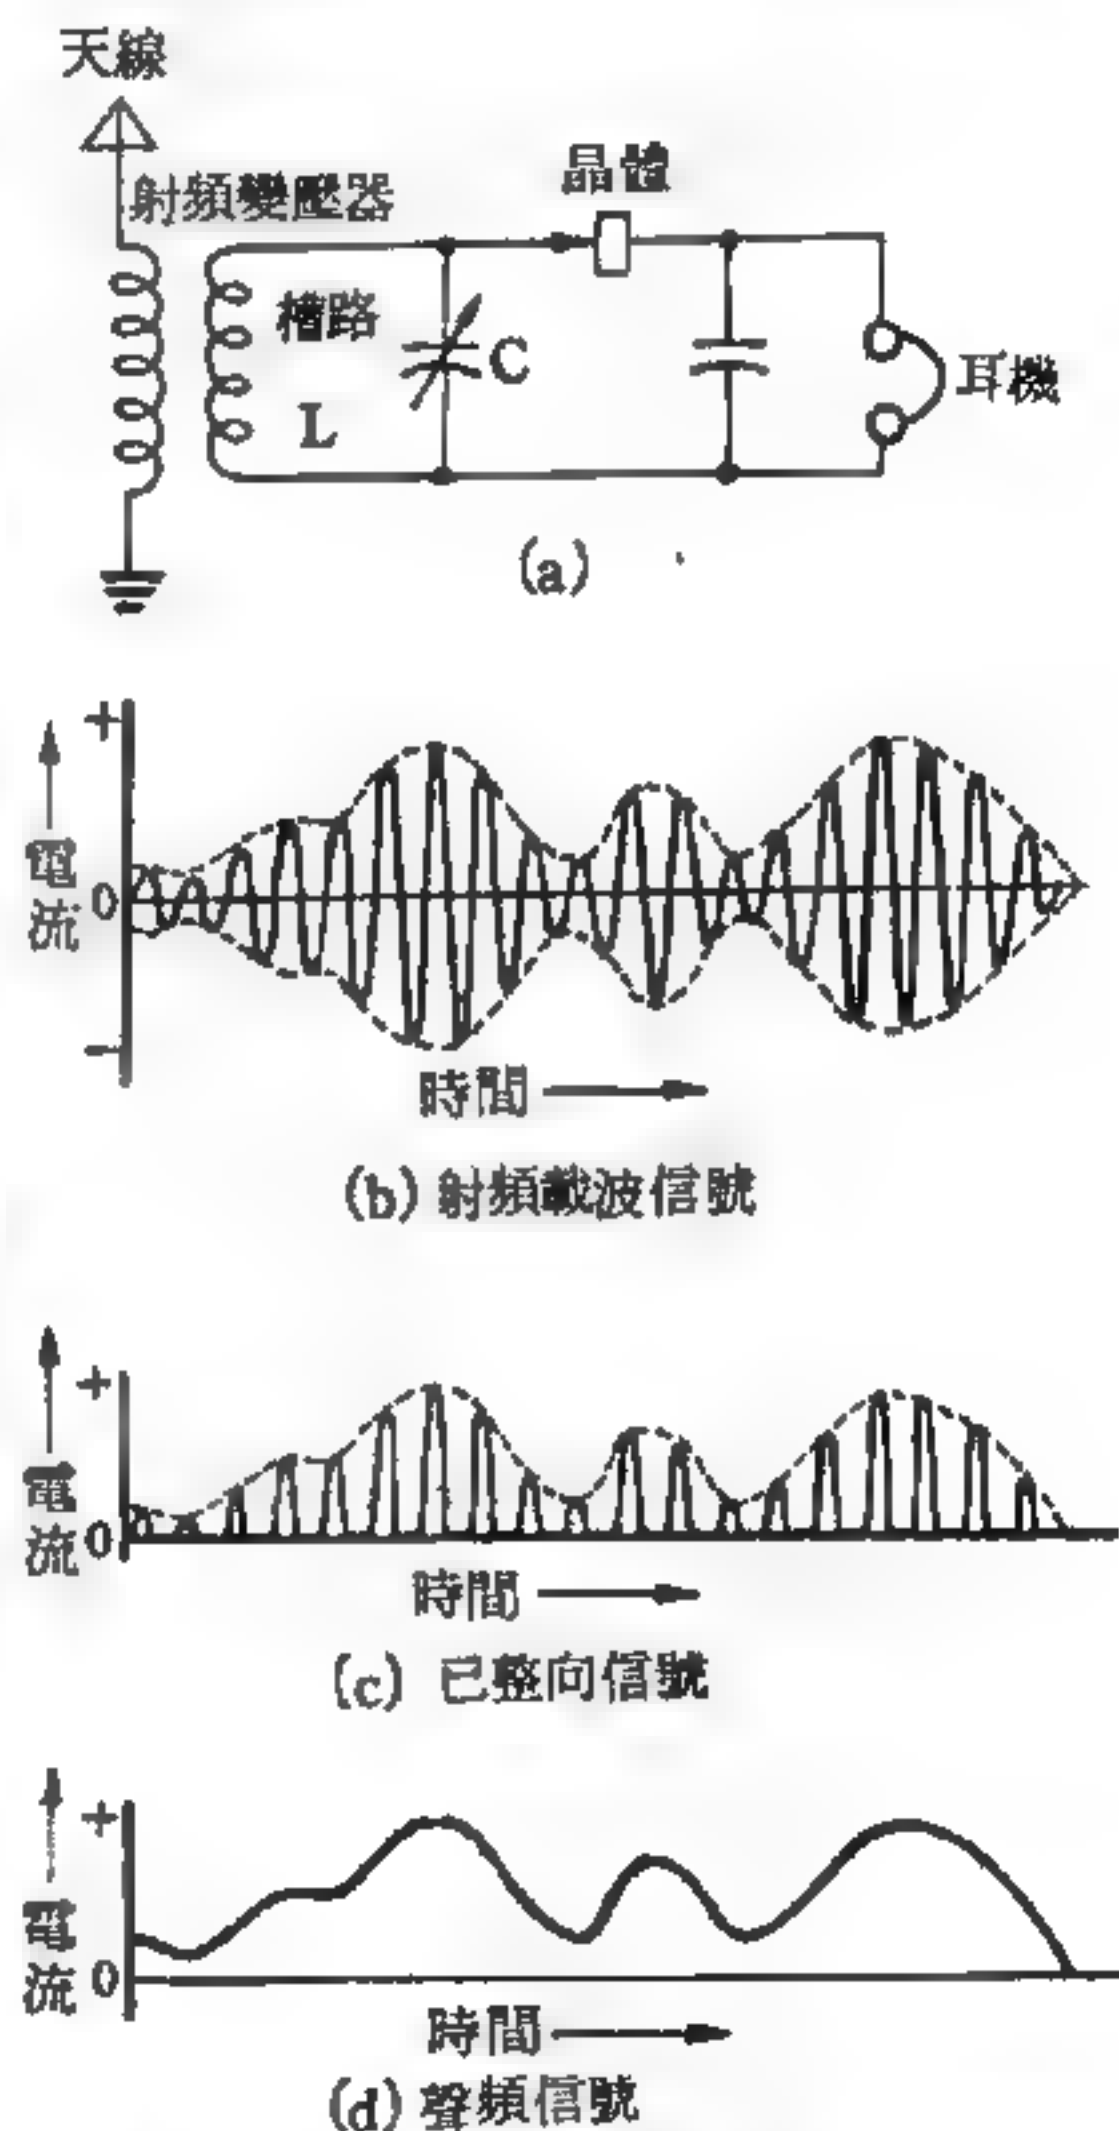 天線
射頻變壓器
晶體
槽路
C
L
耳機
(a)
+
電流
0
-
時間
(b) 射頻載波信號
+
電流
0
時間
(c) 已整向信號
+
電流
0
時間
(d) 聲頻信號